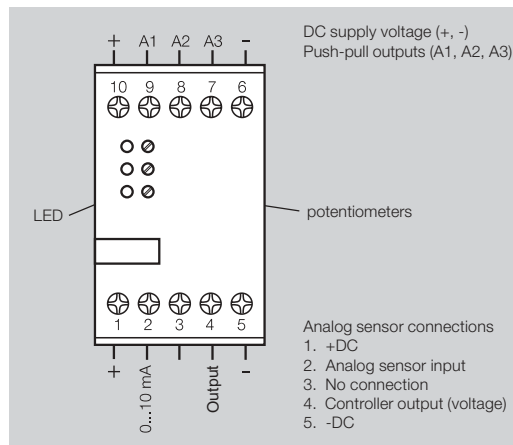 DC supply voltage (+, -)
Push-pull outputs (A1, A2, A3)
+ A1 A2 A3 -
10 9 8 7 6
LED
potentiometers
1 2 3 4 5
+ 0...10 mA Output -
Analog sensor connections
1. +DC
2. Analog sensor input
3. No connection
4. Controller output (voltage)
5. -DC